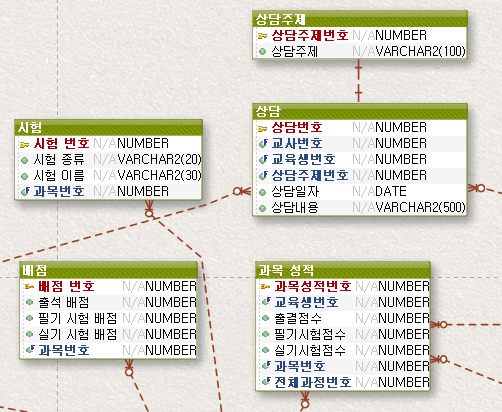 상담주제
상담주제번호 N/A NUMBER
상담주제 N/A VARCHAR2(100)
상담
상담번호 N/A NUMBER
교사번호 N/A NUMBER
교육생번호 N/A NUMBER
상담주제번호 N/A NUMBER
상담일자 N/A DATE
상담내용 N/A VARCHAR2(500)
시험
시험 번호 N/A NUMBER
시험 종류 N/A VARCHAR2(20)
시험 이름 N/A VARCHAR2(30)
과목번호 N/A NUMBER
배점
배점 번호 N/A NUMBER
출석 배점 N/A NUMBER
필기 시험 배점 N/A NUMBER
실기 시험 배점 N/A NUMBER
과목번호 N/A NUMBER
과목 성적
과목성적번호 N/A NUMBER
교육생번호 N/A NUMBER
출결점수 N/A NUMBER
필기시험점수 N/A NUMBER
실기시험점수 N/A NUMBER
과목번호 N/A NUMBER
전체과정번호 N/A NUMBER